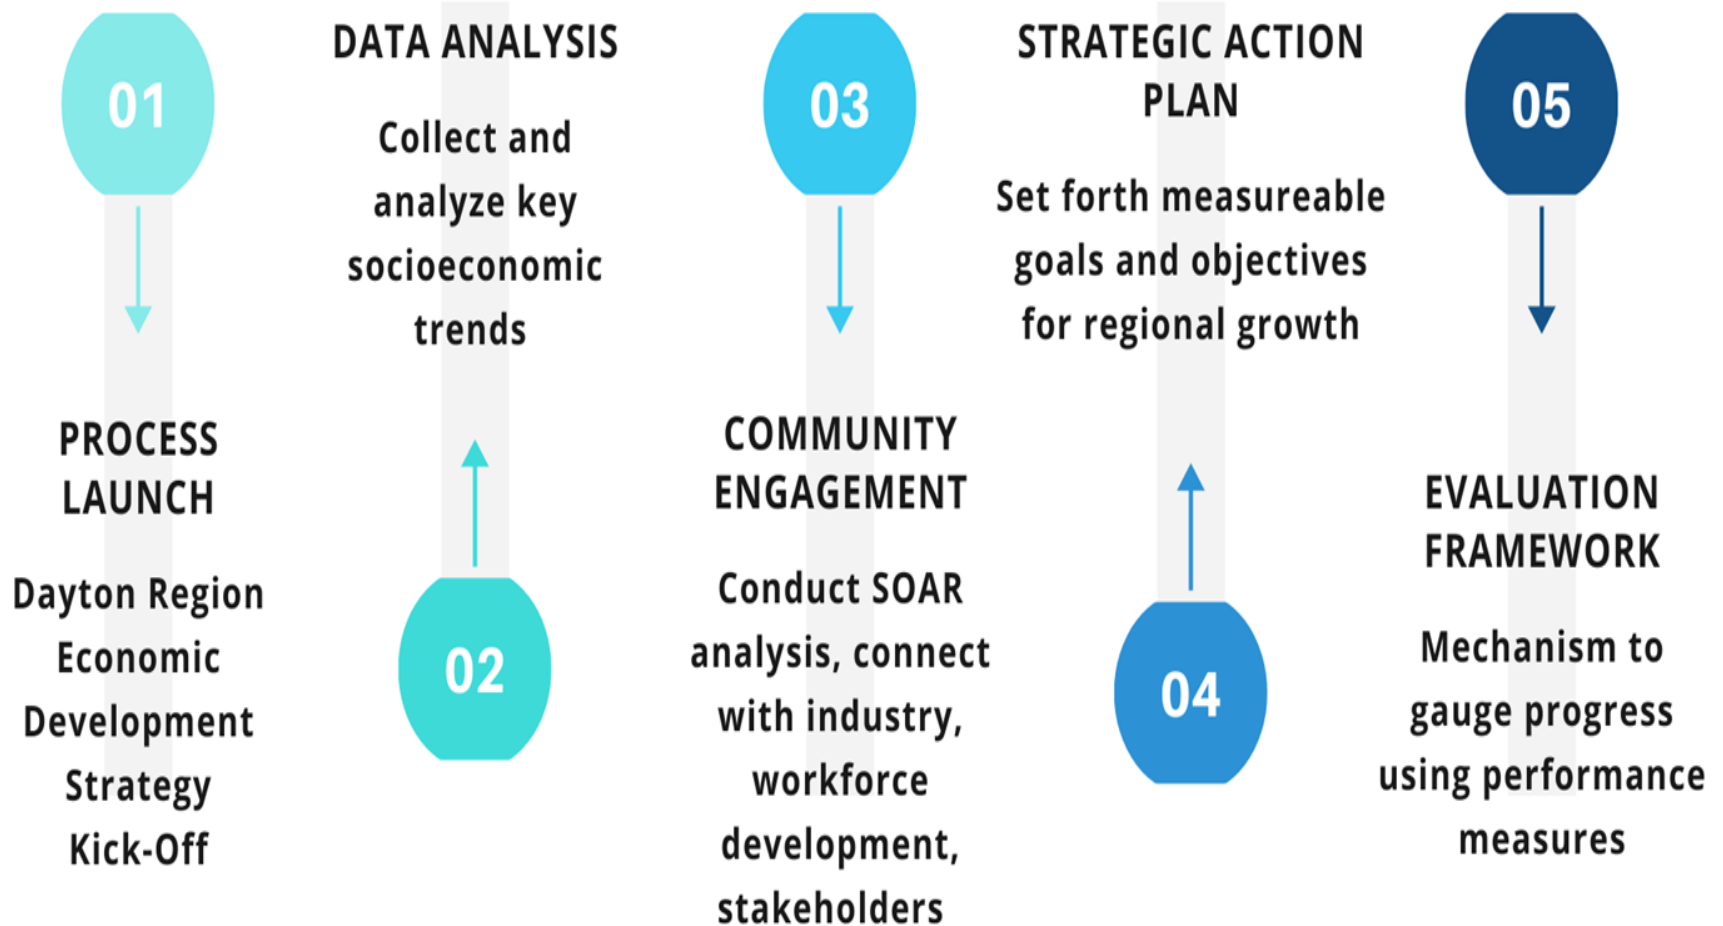 01
PROCESS
LAUNCH
Dayton Region
Economic
Development
Strategy
Kick-Off
DATA ANALYSIS
Collect and
analyze key
socioeconomic
trends
02
03
COMMUNITY
ENGAGEMENT
Conduct SOAR
analysis, connect
with industry,
workforce
development,
stakeholders
STRATEGIC ACTION
PLAN
Set forth measureable
goals and objectives
for regional growth
04
05
EVALUATION
FRAMEWORK
Mechanism to
gauge progress
using performance
measures